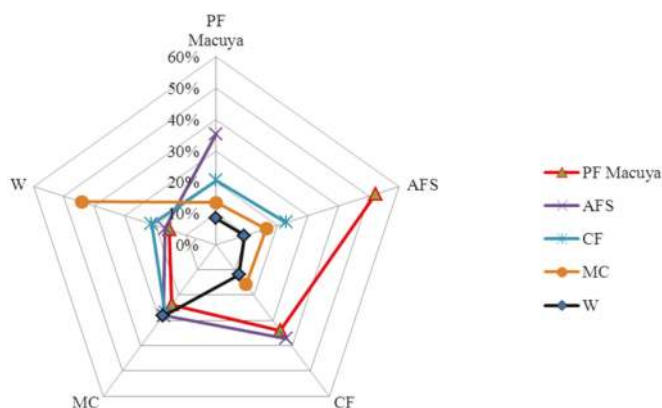 PF
Macuya
60%
50%
40%
30%
20%
10%
0%
AFS
CF
MC
W
PF Macuya
AFS
CF
MC
W